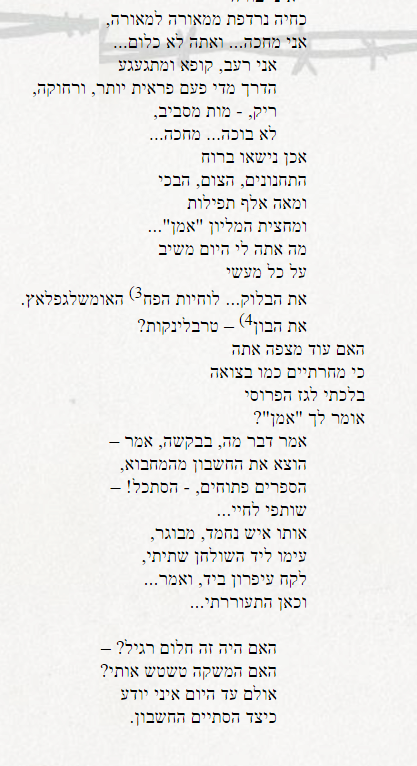 כחיה נרדפת ממאורה למאורה,
אני מחכה... ואתה לא כלום...
אני רעב, קופא ומתגעגע
הדרך מדי פעם פראית יותר, ורחוקה,
ריק, - מות מסביב,
לא בוכה... מחכה...
אכן נישאו ברוח
התחנונים, הצום, הבכי
ומאה אלף תפילות
ומחצית המליון "אמן"...
מה אתה לי היום משיב
על כל מעשי
את הבלוק... לוחיות הפח3) האומשלגפלאץ.
את הבון4) – טרבלינקות?
האם עוד מצפה אתה
כי מחרתיים כמו בצואה
בלכתי לגז הפרוסי
אומר לך "אמן"?
אמר דבר מה, בבקשה, אמר –
הוצא את החשבון מהמחבוא,
הספרים פתוחים, - הסתכל! –
שותפי לחיי...
אותו איש נחמד, מבוגר,
עימו ליד השולחן שתיתי,
לקח עיפרון ביד, ואמר...
וכאן התעוררתי...
האם היה זה חלום רגיל? –
האם המשקה טשטש אותי?
אולם עד היום איני יודע
כיצד הסתיים החשבון.